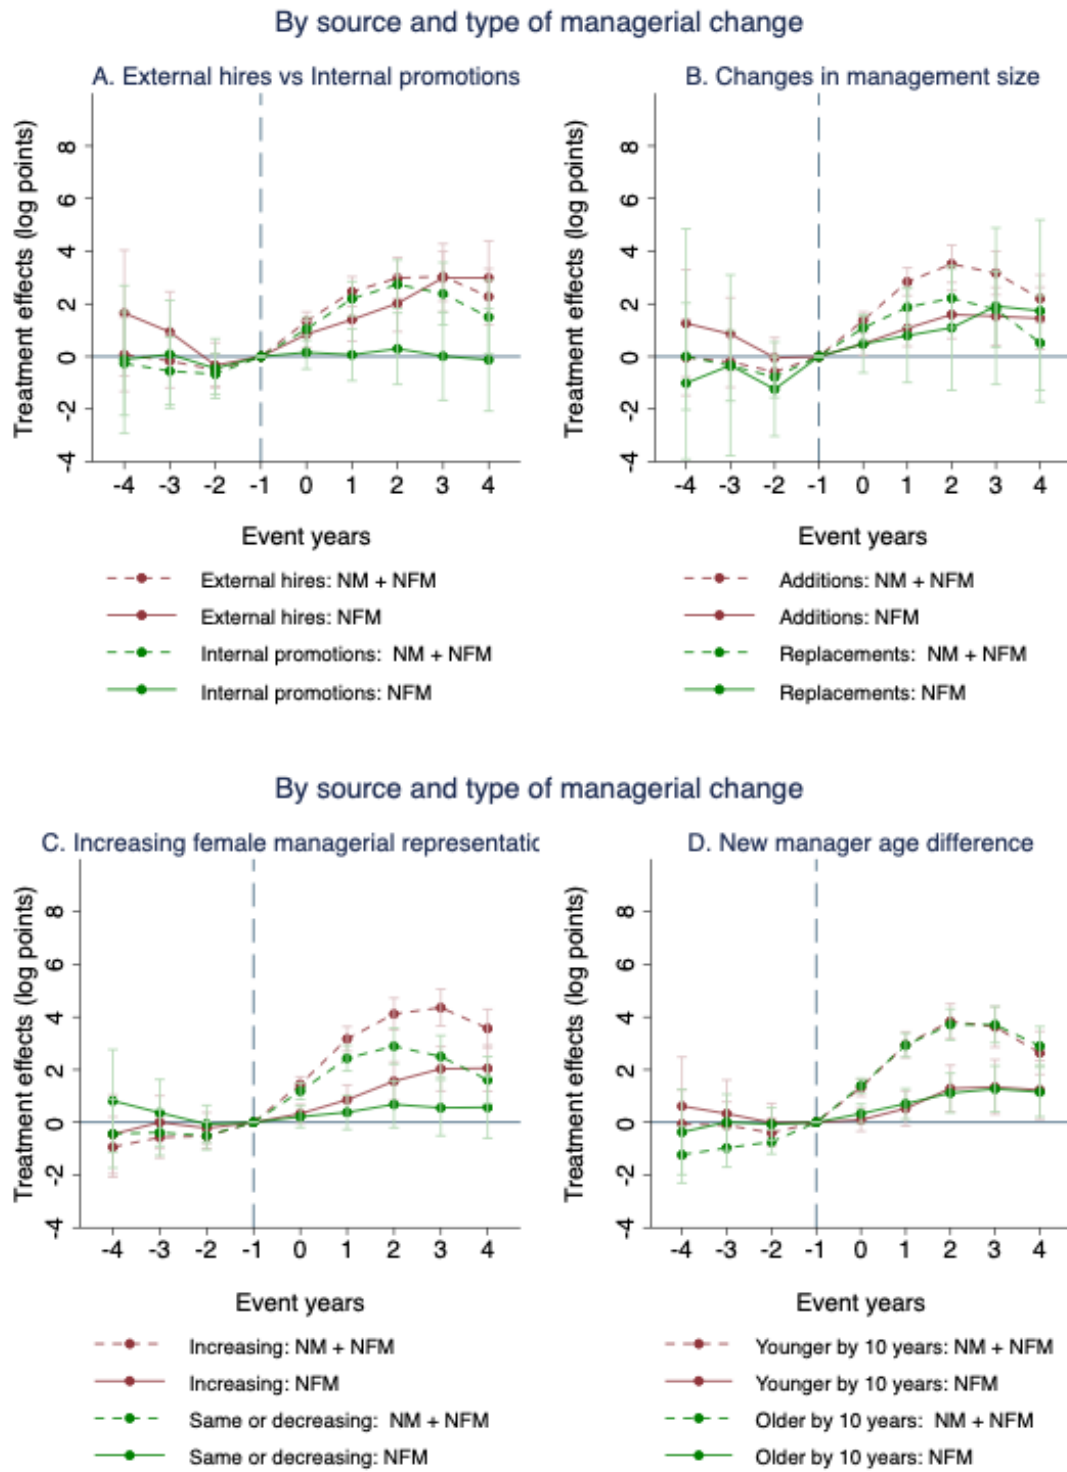 By source and type of managerial change
A. External hires vs Internal promotions
B. Changes in management size
Treatment effects (log points)
8
6
4
2
0
-2
-4
-4 -3 -2 -1 0 1 2 3 4
Event years
External hires: NM + NFM
External hires: NFM
Internal promotions: NM + NFM
Internal promotions: NFM
Treatment effects (log points)
8
6
4
2
0
-2
-4
-4 -3 -2 -1 0 1 2 3 4
Event years
Additions: NM + NFM
Additions: NFM
Replacements: NM + NFM
Replacements: NFM
By source and type of managerial change
C. Increasing female managerial representatic
D. New manager age difference
Treatment effects (log points)
8
6
4
2
0
-2
-4
-4 -3 -2 -1 0 1 2 3 4
Event years
Increasing: NM + NFM
Increasing: NFM
Same or decreasing: NM + NFM
Same or decreasing: NFM
Treatment effects (log points)
8
6
4
2
0
-2
-4
-4 -3 -2 -1 0 1 2 3 4
Event years
Younger by 10 years: NM + NFM
Younger by 10 years: NFM
Older by 10 years: NM + NFM
Older by 10 years: NFM